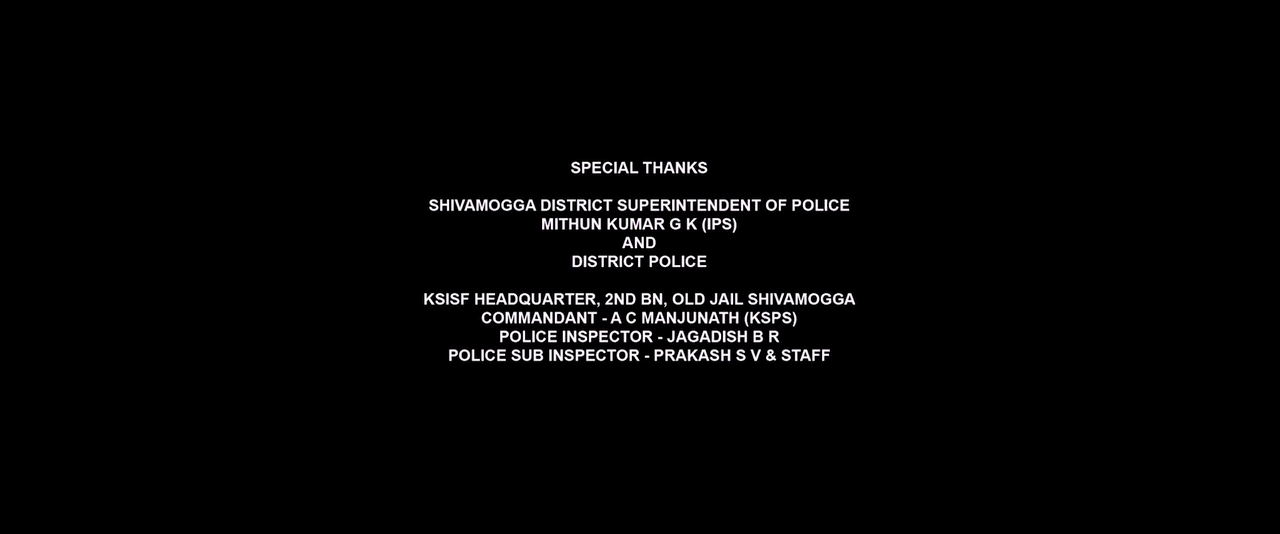 SPECIAL THANKS
SHIVAMOGGA DISTRICT SUPERINTENDENT OF POLICE
MITHUN KUMAR G K (IPS)
AND
DISTRICT POLICE
KSISF HEADQUARTER, 2ND BN, OLD JAIL SHIVAMOGGA
COMMANDANT - A C MANJUNATH (KSPS)
POLICE INSPECTOR - JAGADISH B R
POLICE SUB INSPECTOR - PRAKASH S V & STAFF